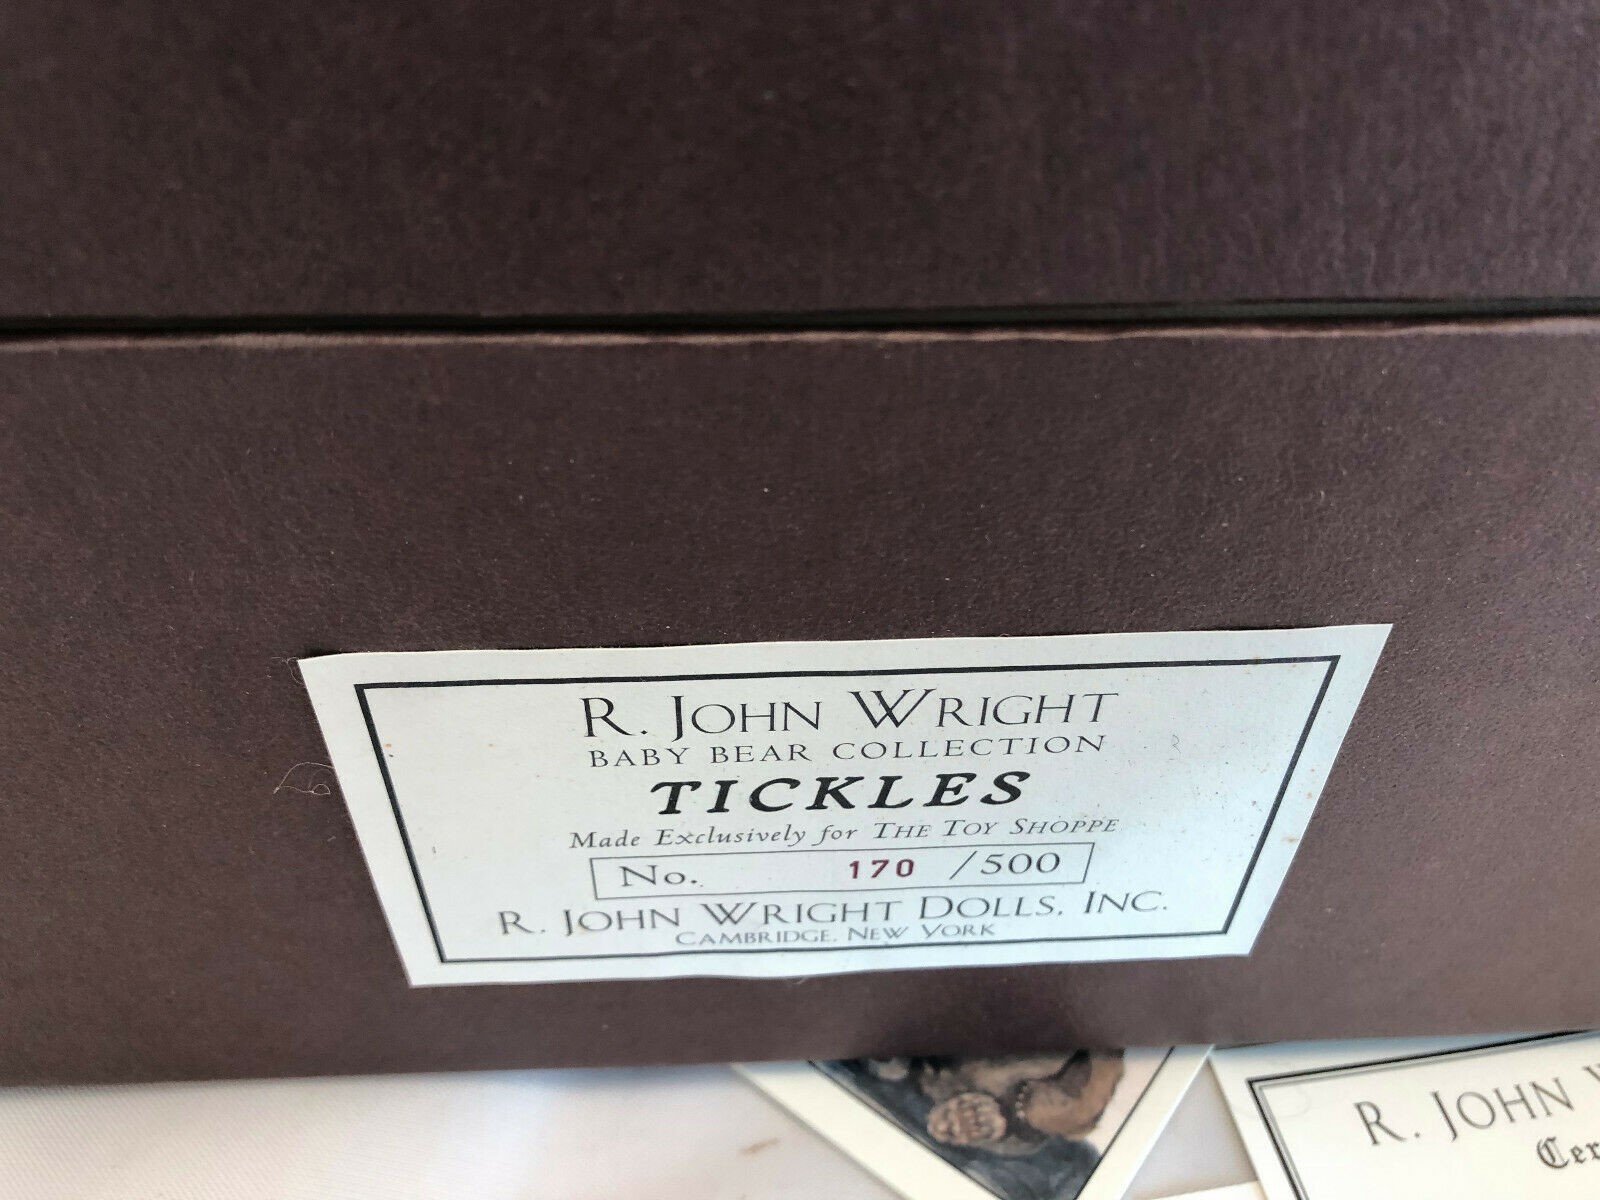 R. JOHN WRIGHT
BABY BEAR COLLECTION
TICKLES
Made Exclusively for THE TOY SHOPPE
No. 170 /500
R. JOHN WRIGHT DOLLS, INC.
CAMBRIDGE, NEW YORK
R. JOHN